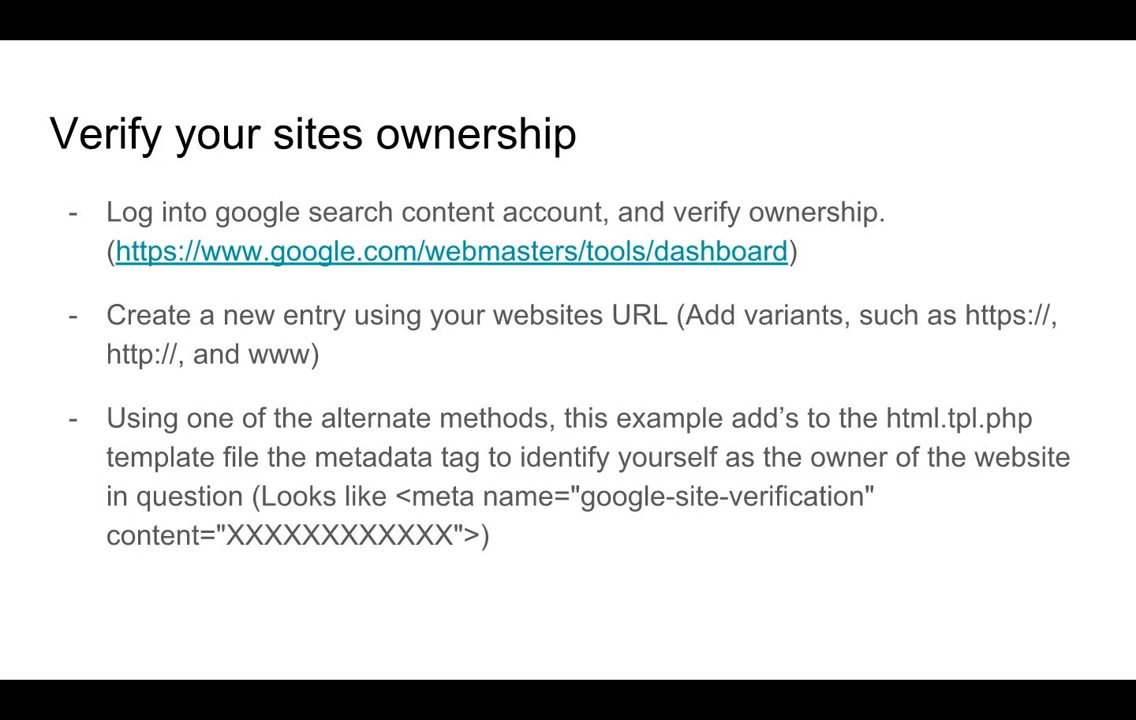 Verify your sites ownership
- Log into google search content account, and verify ownership.
(https://www.google.com/webmasters/tools/dashboard)
- Create a new entry using your websites URL (Add variants, such as https://,
http://, and www)
- Using one of the alternate methods, this example add’s to the html.tpl.php
template file the metadata tag to identify yourself as the owner of the website
in question (Looks like <meta name="google-site-verification"
content="XXXXXXXXXXXX">)